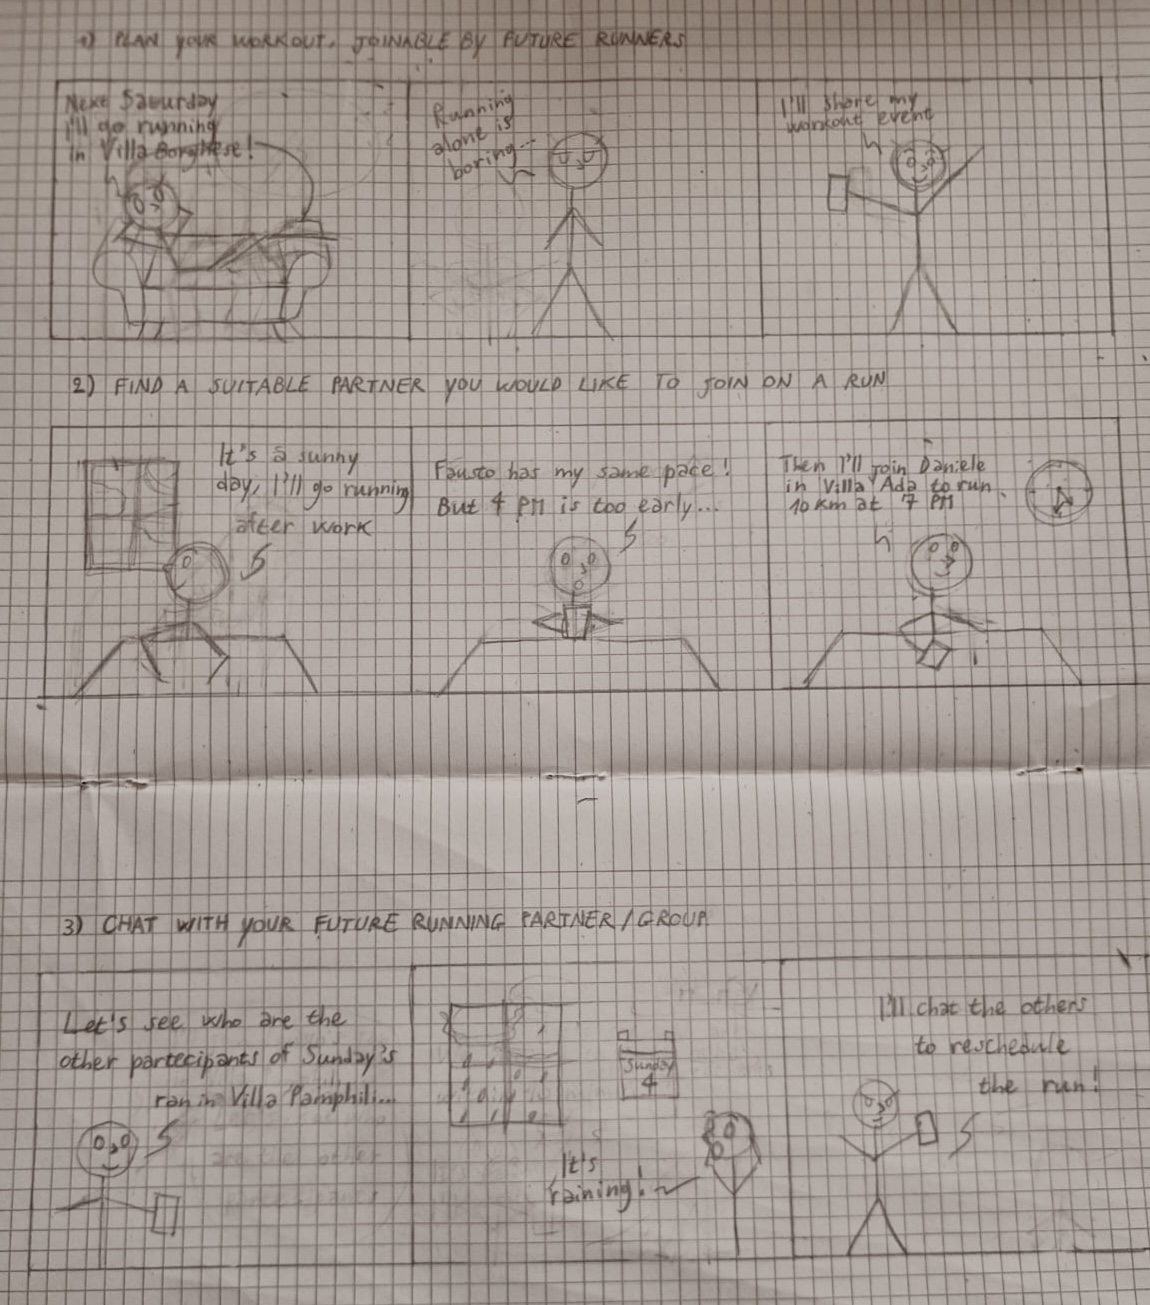 1) PLAN YOUR WORKOUT, JOINABLE BY FUTURE RUNNERS
Next Saturday
I'll go running
in Villa Borghese!
Running
alone is
boring...
I'll share my
workout event
2) FIND A SUITABLE PARTNER YOU WOULD LIKE TO JOIN ON A RUN
It's a sunny
day, I'll go running
after work
Fausto has my same pace!
But 4 PM is too early...
Then I'll join Daniele
in Villa Ada to run
10 Km at 7 PM
3) CHAT WITH YOUR FUTURE RUNNING PARTNER/GROUP
Let's see who are the
other partecipants of Sunday's
ran in Villa Pamphili...
Sunday
4
It's
raining!
I'll chat the others
to reschedule
the run!